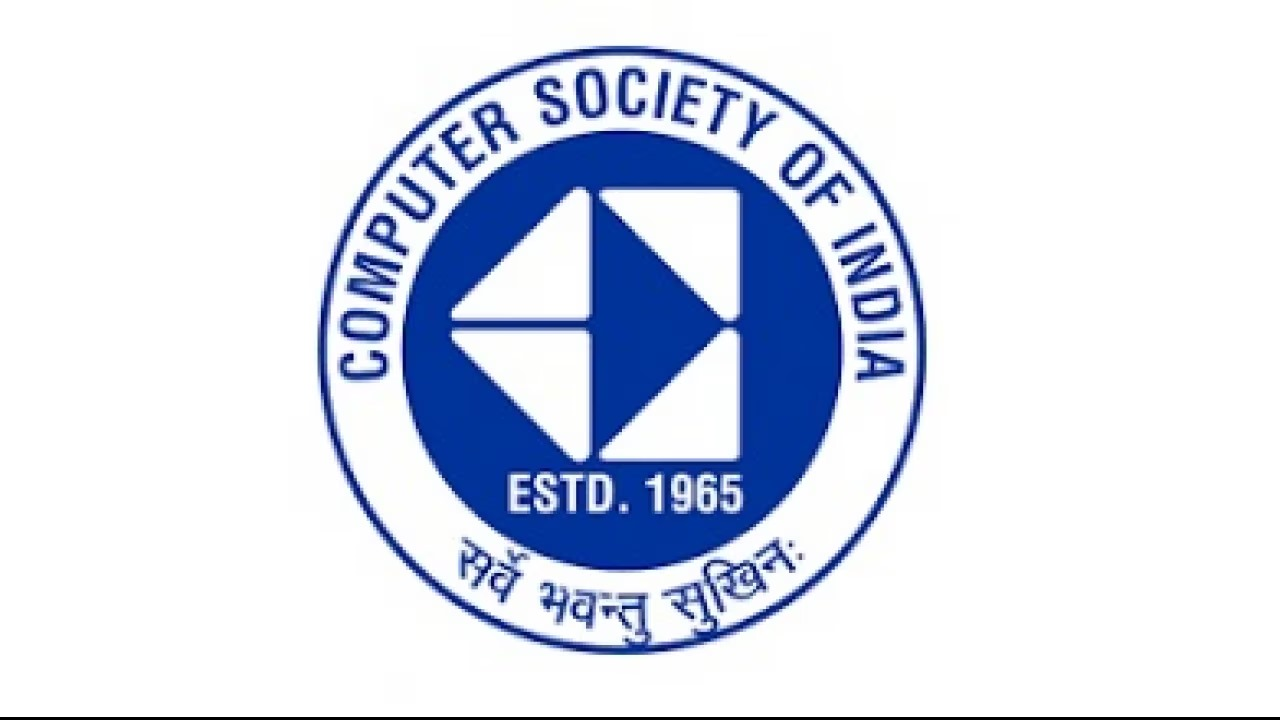 COMPUTER SOCIETY OF INDIA
ESTD. 1965
सर्वे भवन्तु सुखिनः